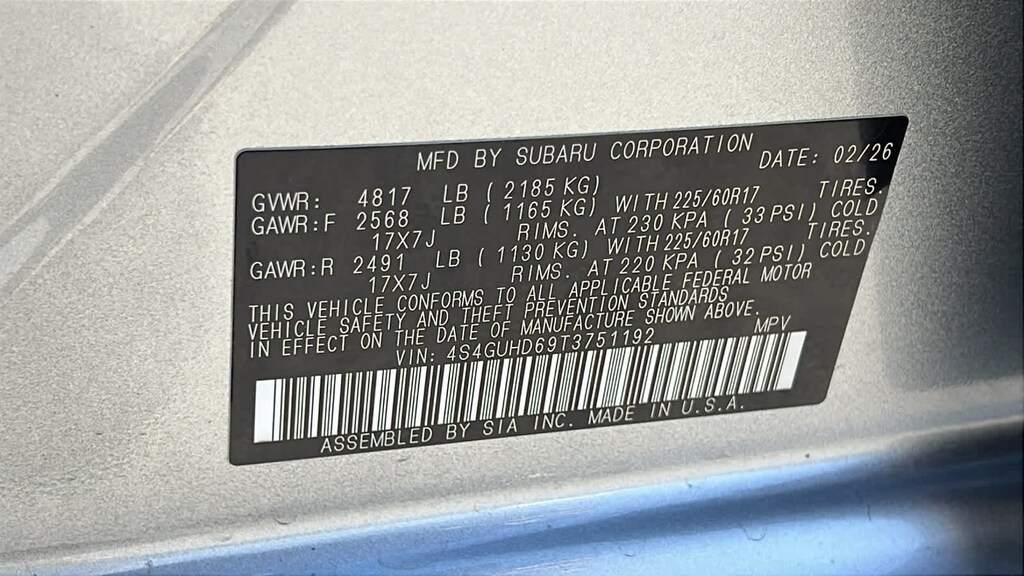 MFD BY SUBARU CORPORATION DATE: 02/26
GVWR: 4817 LB ( 2185 KG)
GAWR:F 2568 LB ( 1165 KG) WITH 225/60R17 TIRES.
17X7J RIMS. AT 230 KPA ( 33 PSI) COLD
GAWR:R 2491 LB ( 1130 KG) WITH 225/60R17 TIRES.
17X7J RIMS. AT 220 KPA ( 32 PSI) COLD
THIS VEHICLE CONFORMS TO ALL APPLICABLE FEDERAL MOTOR
VEHICLE SAFETY AND THEFT PREVENTION STANDARDS
IN EFFECT ON THE DATE OF MANUFACTURE SHOWN ABOVE.
VIN: 4S4GUHD69T3751192 MPV
ASSEMBLED BY SIA INC. MADE IN U.S.A.